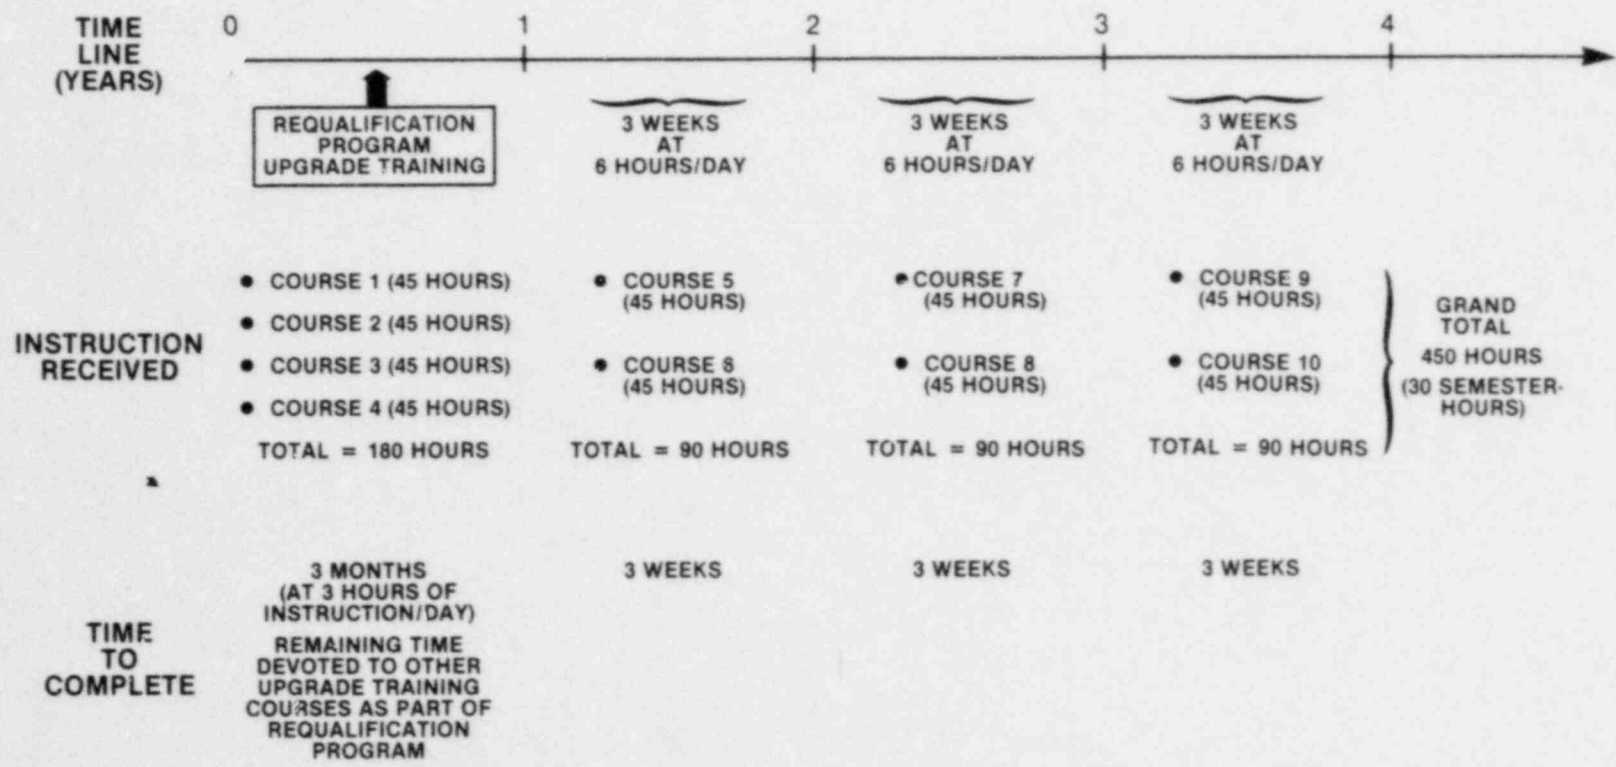 TIME
LINE
(YEARS)
0 1 2 3 4
REQUALIFICATION
PROGRAM
UPGRADE TRAINING
3 WEEKS
AT
6 HOURS/DAY
3 WEEKS
AT
6 HOURS/DAY
3 WEEKS
AT
6 HOURS/DAY
INSTRUCTION
RECEIVED
• COURSE 1 (45 HOURS)
• COURSE 2 (45 HOURS)
• COURSE 3 (45 HOURS)
• COURSE 4 (45 HOURS)
TOTAL = 180 HOURS
• COURSE 5
(45 HOURS)
• COURSE 8
(45 HOURS)
TOTAL = 90 HOURS
• COURSE 7
(45 HOURS)
• COURSE 8
(45 HOURS)
TOTAL = 90 HOURS
• COURSE 9
(45 HOURS)
• COURSE 10
(45 HOURS)
TOTAL = 90 HOURS
GRAND
TOTAL
450 HOURS
(30 SEMESTER-
HOURS)
TIME
TO
COMPLETE
3 MONTHS
(AT 3 HOURS OF
INSTRUCTION/DAY)
REMAINING TIME
DEVOTED TO OTHER
UPGRADE TRAINING
COURSES AS PART OF
REQUALIFICATION
PROGRAM
3 WEEKS
3 WEEKS
3 WEEKS